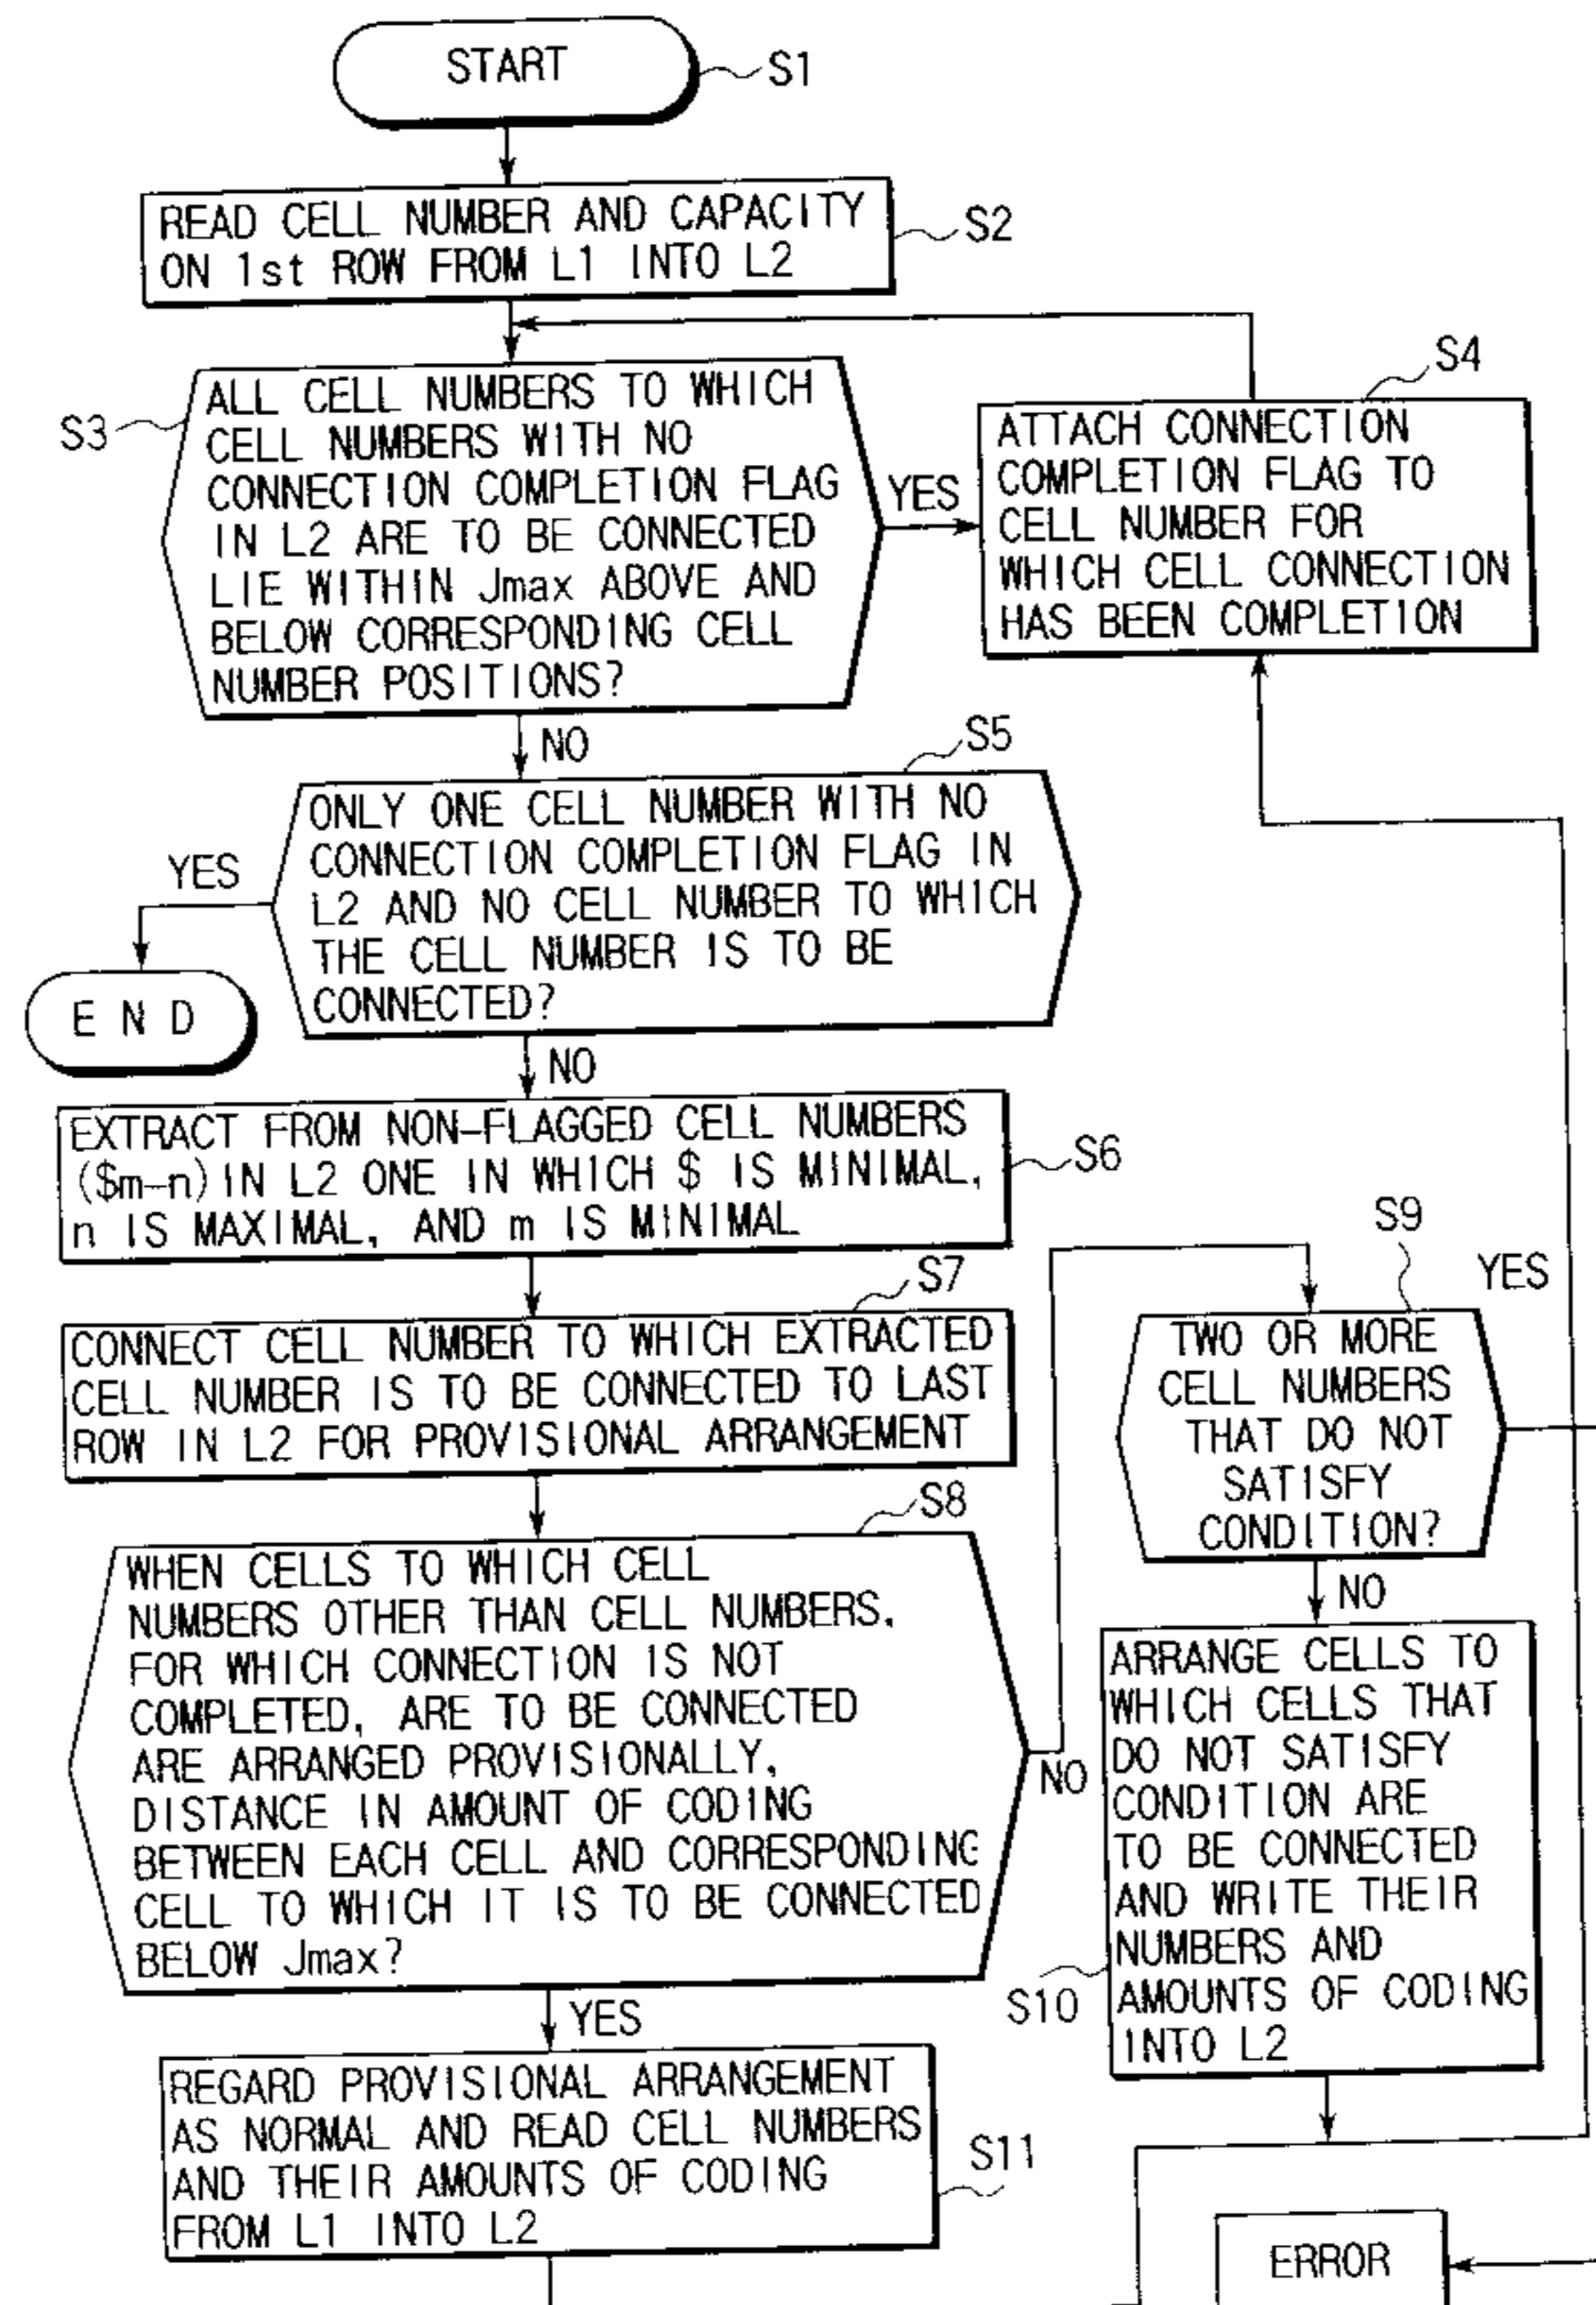 START
S1
READ CELL NUMBER AND CAPACITY
ON 1st ROW FROM L1 INTO L2
S2
S3
ALL CELL NUMBERS TO WHICH
CELL NUMBERS WITH NO
CONNECTION COMPLETION FLAG
IN L2 ARE TO BE CONNECTED
LIE WITHIN Jmax ABOVE AND
BELOW CORRESPONDING CELL
NUMBER POSITIONS?
YES
S4
ATTACH CONNECTION
COMPLETION FLAG TO
CELL NUMBER FOR
WHICH CELL CONNECTION
HAS BEEN COMPLETION
NO
S5
ONLY ONE CELL NUMBER WITH NO
CONNECTION COMPLETION FLAG IN
L2 AND NO CELL NUMBER TO WHICH
THE CELL NUMBER IS TO BE
CONNECTED?
YES
END
NO
EXTRACT FROM NON-FLAGGED CELL NUMBERS
($m-n) IN L2 ONE IN WHICH $ IS MINIMAL,
n IS MAXIMAL, AND m IS MINIMAL
S6
S7
CONNECT CELL NUMBER TO WHICH EXTRACTED
CELL NUMBER IS TO BE CONNECTED TO LAST
ROW IN L2 FOR PROVISIONAL ARRANGEMENT
S8
WHEN CELLS TO WHICH CELL
NUMBERS OTHER THAN CELL NUMBERS,
FOR WHICH CONNECTION IS NOT
COMPLETED, ARE TO BE CONNECTED
ARE ARRANGED PROVISIONALLY,
DISTANCE IN AMOUNT OF CODING
BETWEEN EACH CELL AND CORRESPONDING
CELL TO WHICH IT IS TO BE CONNECTED
BELOW Jmax?
NO
S9
YES
TWO OR MORE
CELL NUMBERS
THAT DO NOT
SATISFY
CONDITION?
NO
ARRANGE CELLS TO
WHICH CELLS THAT
DO NOT SATISFY
CONDITION ARE
TO BE CONNECTED
AND WRITE THEIR
NUMBERS AND
AMOUNTS OF CODING
INTO L2
S10
YES
REGARD PROVISIONAL ARRANGEMENT
AS NORMAL AND READ CELL NUMBERS
AND THEIR AMOUNTS OF CODING
FROM L1 INTO L2
S11
ERROR